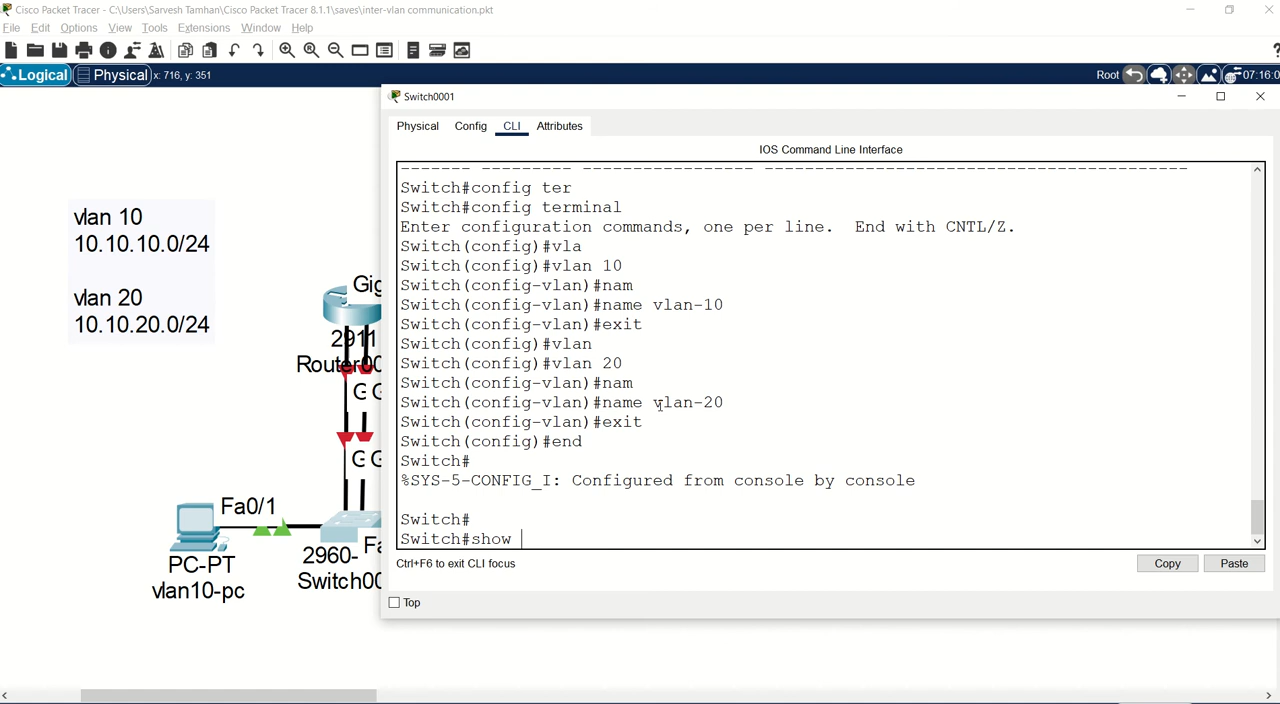 Cisco Packet Tracer - C:\Users\Sarvesh Tamhan\Cisco Packet Tracer 8.1.1\saves\inter-vlan communication.pkt
File Edit Options View Tools Extensions Window Help
Logical Physical x: 716, y: 351 Root 07:16:0
Switch0001
Physical Config CLI Attributes
IOS Command Line Interface
------- --------- ---------------- ---------------------------------------
Switch#config ter
Switch#config terminal
Enter configuration commands, one per line. End with CNTL/Z.
Switch(config)#vla
Switch(config)#vlan 10
Switch(config-vlan)#nam
Switch(config-vlan)#name vlan-10
Switch(config-vlan)#exit
Switch(config)#vlan
Switch(config)#vlan 20
Switch(config-vlan)#nam
Switch(config-vlan)#name vlan-20
Switch(config-vlan)#exit
Switch(config)#end
Switch#
%SYS-5-CONFIG_I: Configured from console by console
Switch#
Switch#show
Ctrl+F6 to exit CLI focus
Copy Paste
Top
vlan 10
10.10.10.0/24
vlan 20
10.10.20.0/24
Gig
2911
Router00
G G
G G
Fa0/1
Fa
PC-PT
vlan10-pc
2960-
Switch00